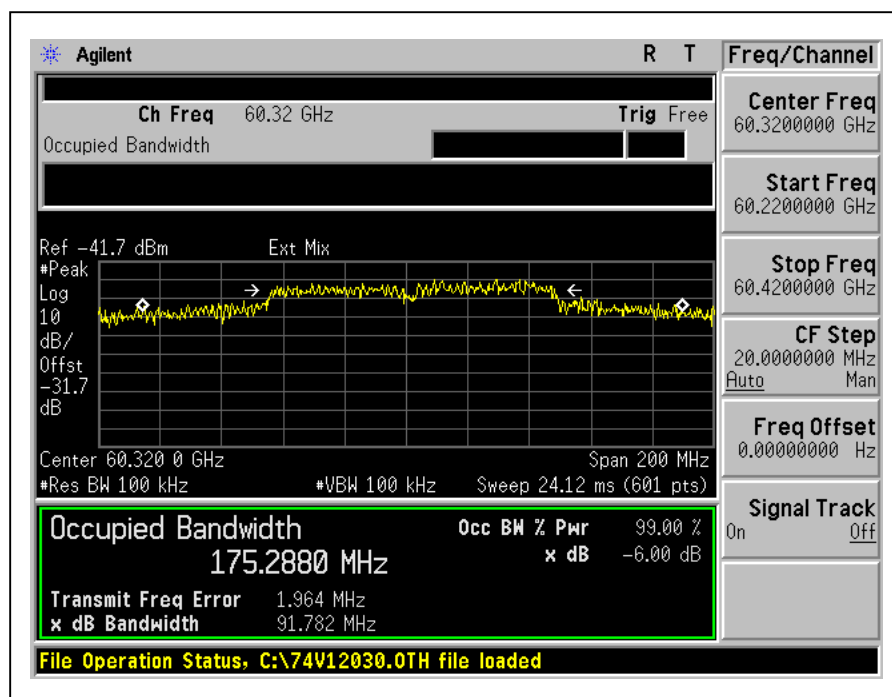 Agilent R T
Ch Freq 60.32 GHz Trig Free
Occupied Bandwidth
Ref -41.7 dBm Ext Mix
#Peak
Log
10
dB/
Offst
-31.7
dB
Center 60.320 0 GHz Span 200 MHz
#Res BW 100 kHz #VBW 100 kHz Sweep 24.12 ms (601 pts)
Occupied Bandwidth
175.2880 MHz
Occ BW % Pwr 99.00 %
x dB -6.00 dB
Transmit Freq Error 1.964 MHz
x dB Bandwidth 91.782 MHz
File Operation Status, C:\74V12030.OTH file loaded
Freq/Channel
Center Freq
60.3200000 GHz
Start Freq
60.2200000 GHz
Stop Freq
60.4200000 GHz
CF Step
20.0000000 MHz
Auto Man
Freq Offset
0.00000000 Hz
Signal Track
On Off